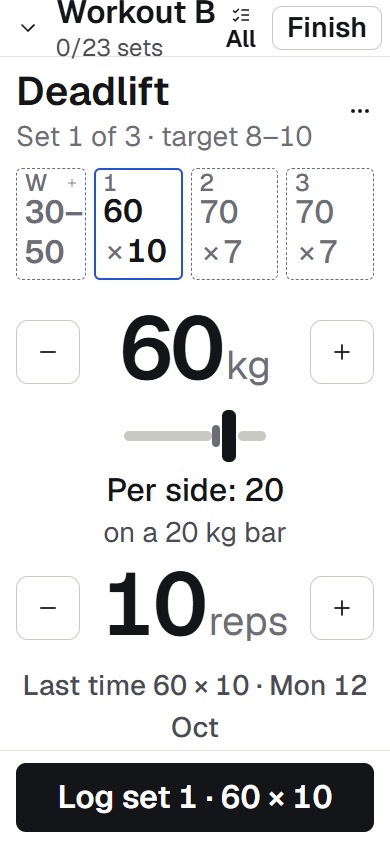 Workout B
0/23 sets
All
Finish
Deadlift
...
Set 1 of 3 · target 8–10
W +
30–
50
1
60
×10
2
70
×7
3
70
×7
−
60kg
+
Per side: 20
on a 20 kg bar
−
10reps
+
Last time 60 × 10 · Mon 12
Oct
Log set 1 · 60 × 10